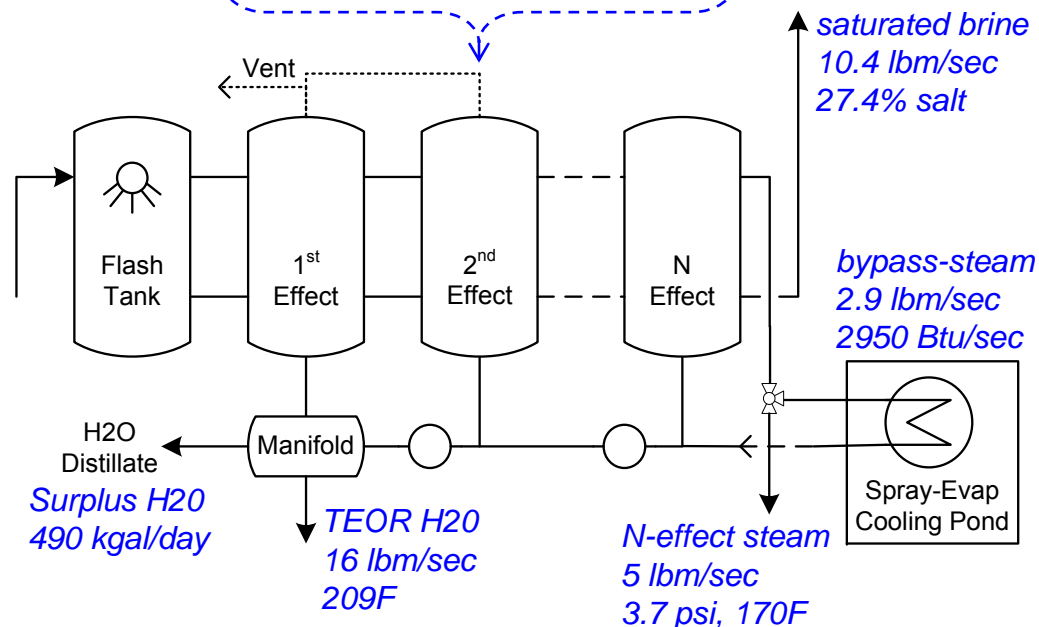 saturated brine
10.4 lbm/sec
27.4% salt
Vent
Flash
Tank
1st
Effect
2nd
Effect
N
Effect
bypass-steam
2.9 lbm/sec
2950 Btu/sec
H2O
Distillate
Manifold
Surplus H20
490 kgal/day
TEOR H20
16 lbm/sec
209F
N-effect steam
5 lbm/sec
3.7 psi, 170F
Spray-Evap
Cooling Pond